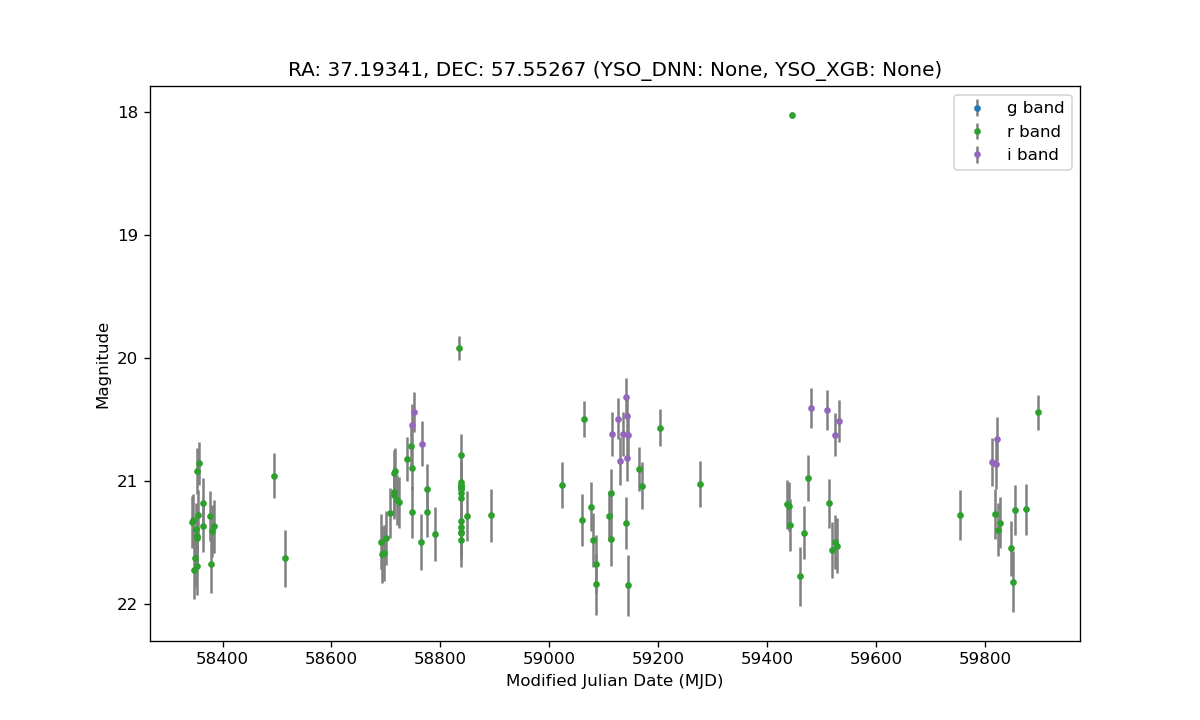 RA: 37.19341, DEC: 57.55267 (YSO_DNN: None, YSO_XGB: None)
g band
r band
i band
18
19
20
21
22
Magnitude
58400 58600 58800 59000 59200 59400 59600 59800
Modified Julian Date (MJD)